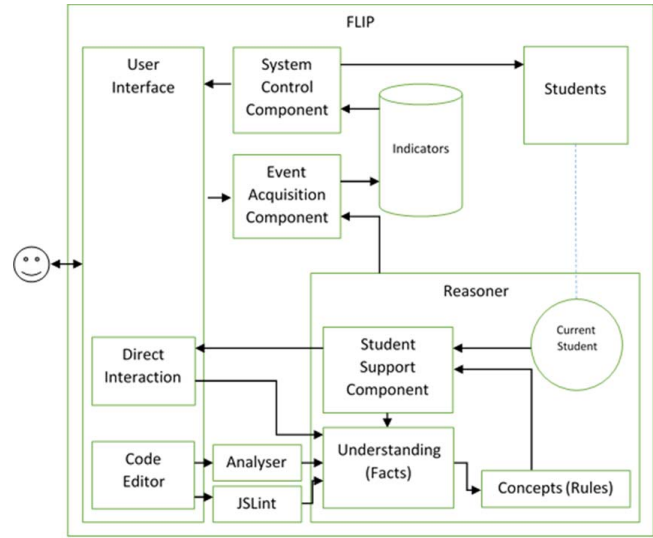 FLIP
User
Interface
System
Control
Component
Students
Indicators
Event
Acquisition
Component
Reasoner
Direct
Interaction
Student
Support
Component
Current
Student
Code
Editor
Analyser
JSLint
Understanding
(Facts)
Concepts (Rules)